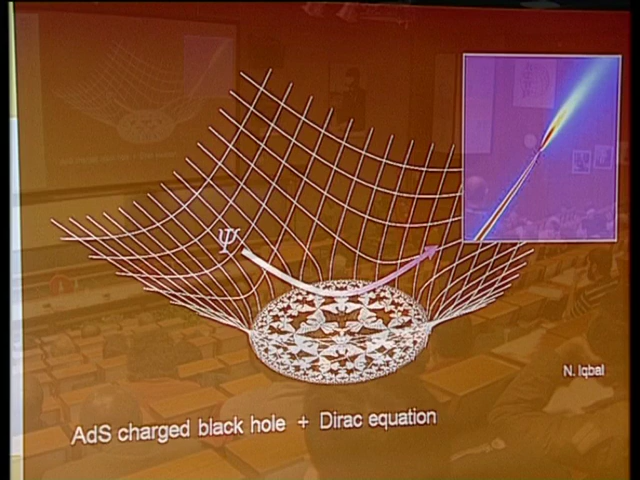 Ψ
N. Iqbal
AdS charged black hole + Dirac equation